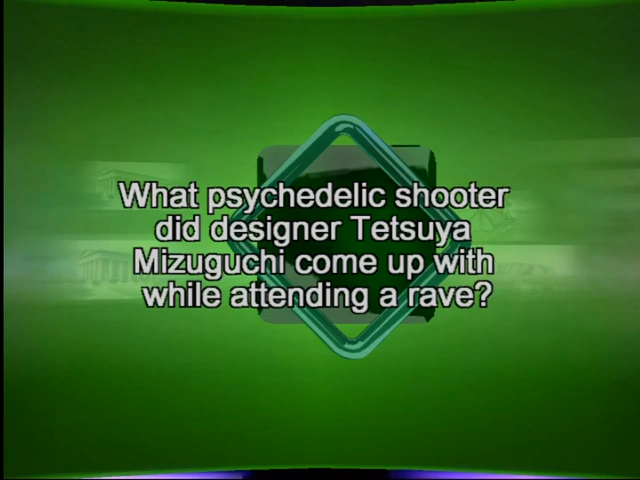 What psychedelic shooter
did designer Tetsuya
Mizuguchi come up with
while attending a rave?